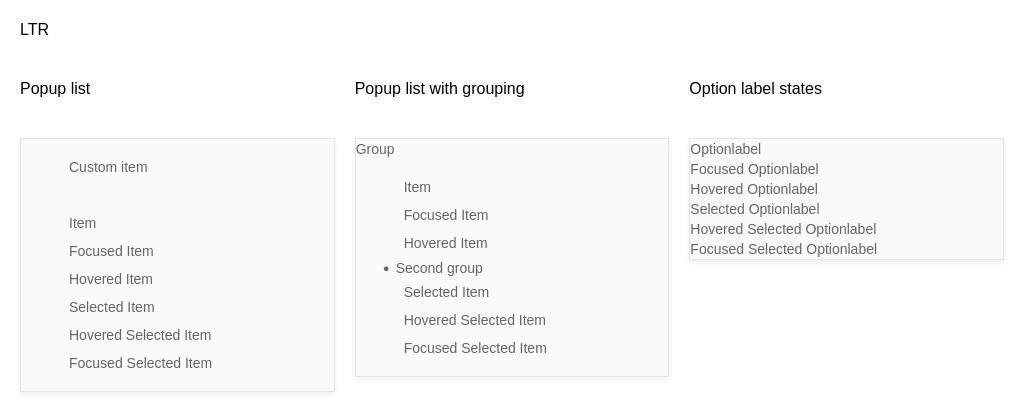 LTR
Popup list
Custom item
Item
Focused Item
Hovered Item
Selected Item
Hovered Selected Item
Focused Selected Item
Popup list with grouping
Group
Item
Focused Item
Hovered Item
• Second group
Selected Item
Hovered Selected Item
Focused Selected Item
Option label states
Optionlabel
Focused Optionlabel
Hovered Optionlabel
Selected Optionlabel
Hovered Selected Optionlabel
Focused Selected Optionlabel